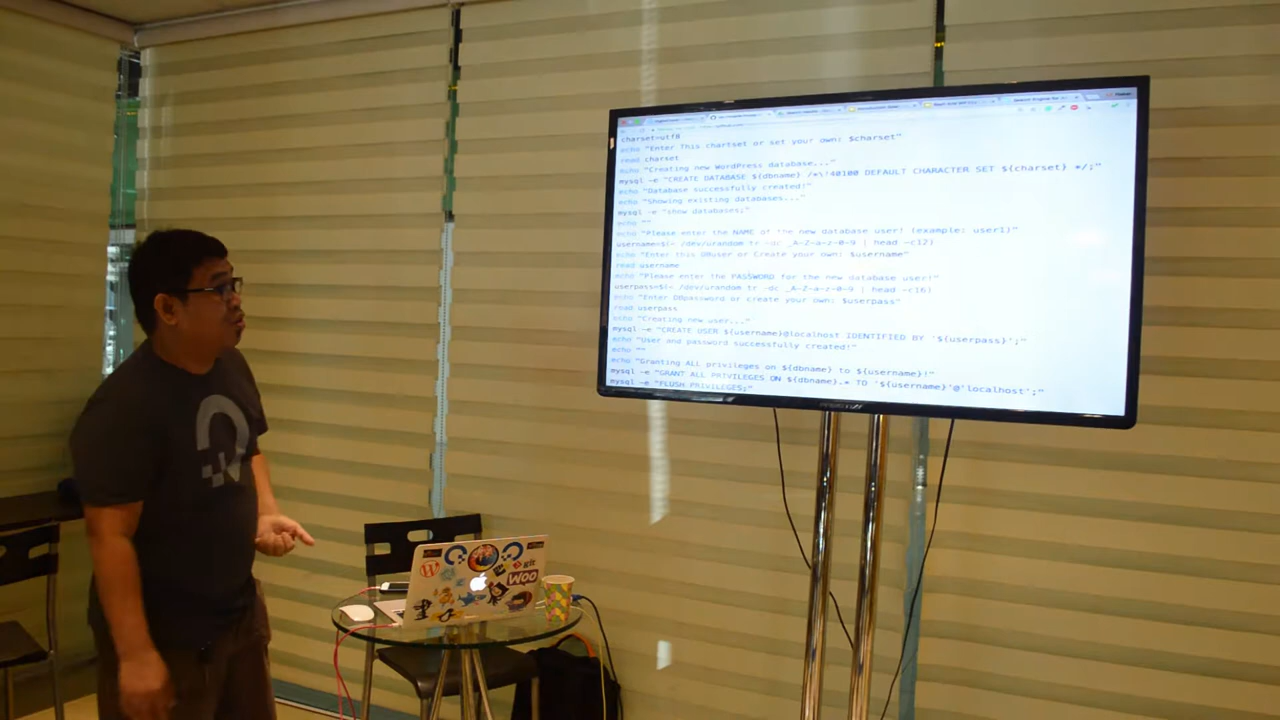 charset=utf8
echo "Enter This chartset or set your own: $charset"
read charset
echo "Creating new WordPress database..."
mysql -e "CREATE DATABASE ${dbname} /*\!40100 DEFAULT CHARACTER SET ${charset} */;"
echo "Database successfully created!"
echo "Showing existing databases..."
mysql -e "show databases;"
echo ""
echo "Please enter the NAME of the new database user! (example: user1)"
username=$(< /dev/urandom tr -dc _A-Z-a-z-0-9 | head -c12)
echo "Enter this DBuser or Create your own: $username"
read username
echo "Please enter the PASSWORD for the new database user!"
userpass=$(< /dev/urandom tr -dc _A-Z-a-z-0-9 | head -c16)
echo "Enter DBpassword or create your own: $userpass"
read userpass
echo "Creating new user..."
mysql -e "CREATE USER ${username}@localhost IDENTIFIED BY '${userpass}';"
echo "User and password successfully created!"
echo ""
echo "Granting ALL privileges on ${dbname} to ${username}!"
mysql -e "GRANT ALL PRIVILEGES ON ${dbname}.* TO '${username}'@'localhost';"
mysql -e "FLUSH PRIVILEGES;"
git
WOO